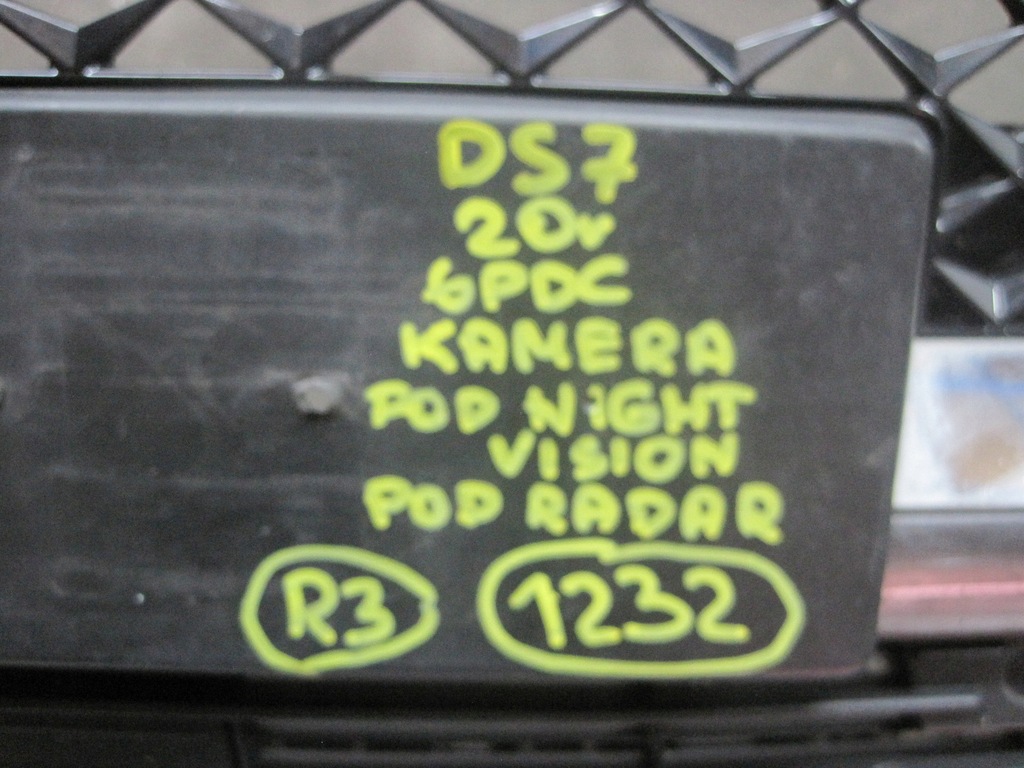 DS7
20r
6PDC
KAMERA
POD NIGHT
VISION
POD RADAR
R3 1232